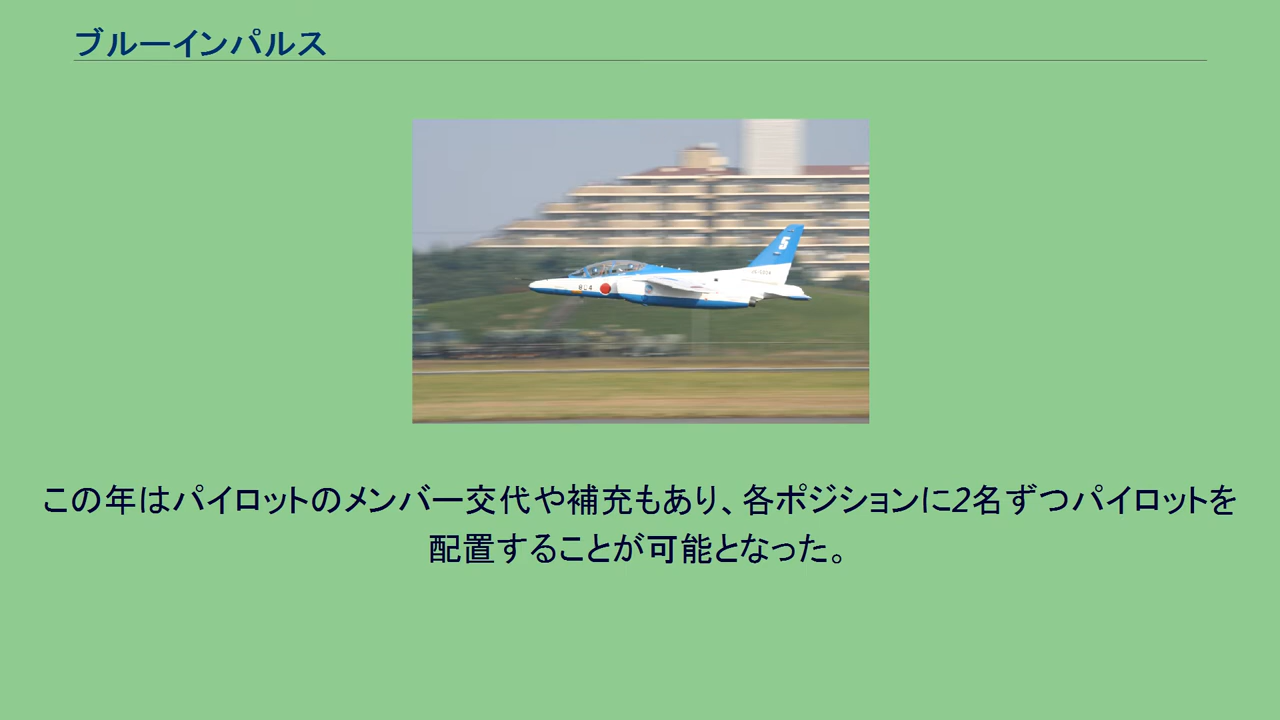 ブルーインパルス
5
この年はパイロットのメンバー交代や補充もあり、各ポジションに2名ずつパイロットを
配置することが可能となった。